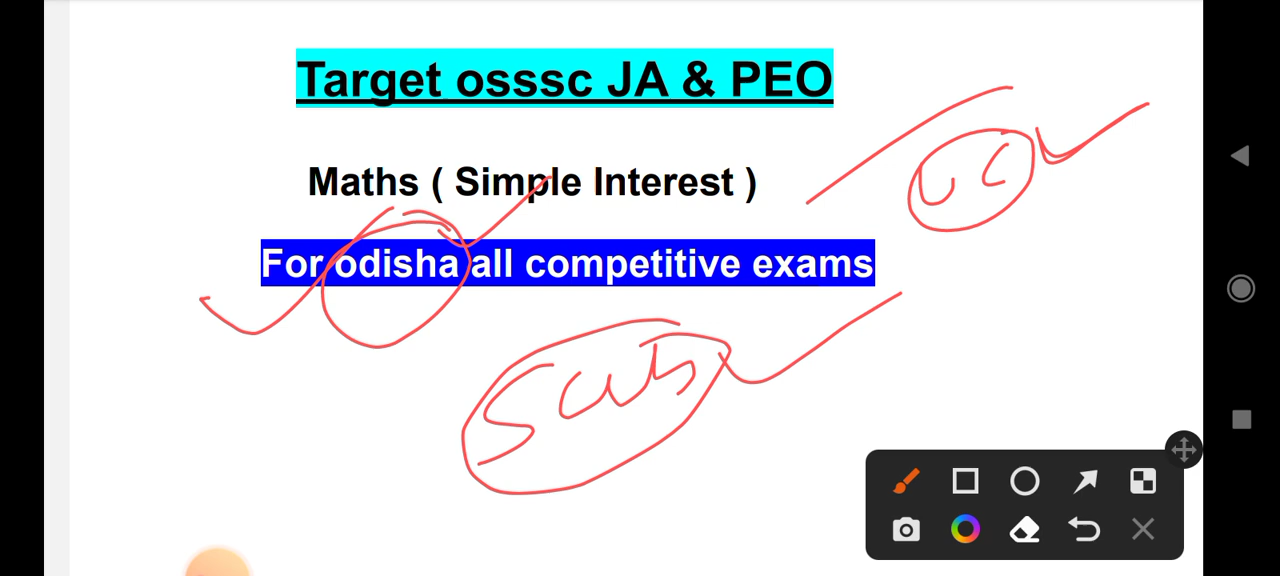 Target osssc JA & PEO
Maths ( Simple Interest )
For odisha all competitive exams